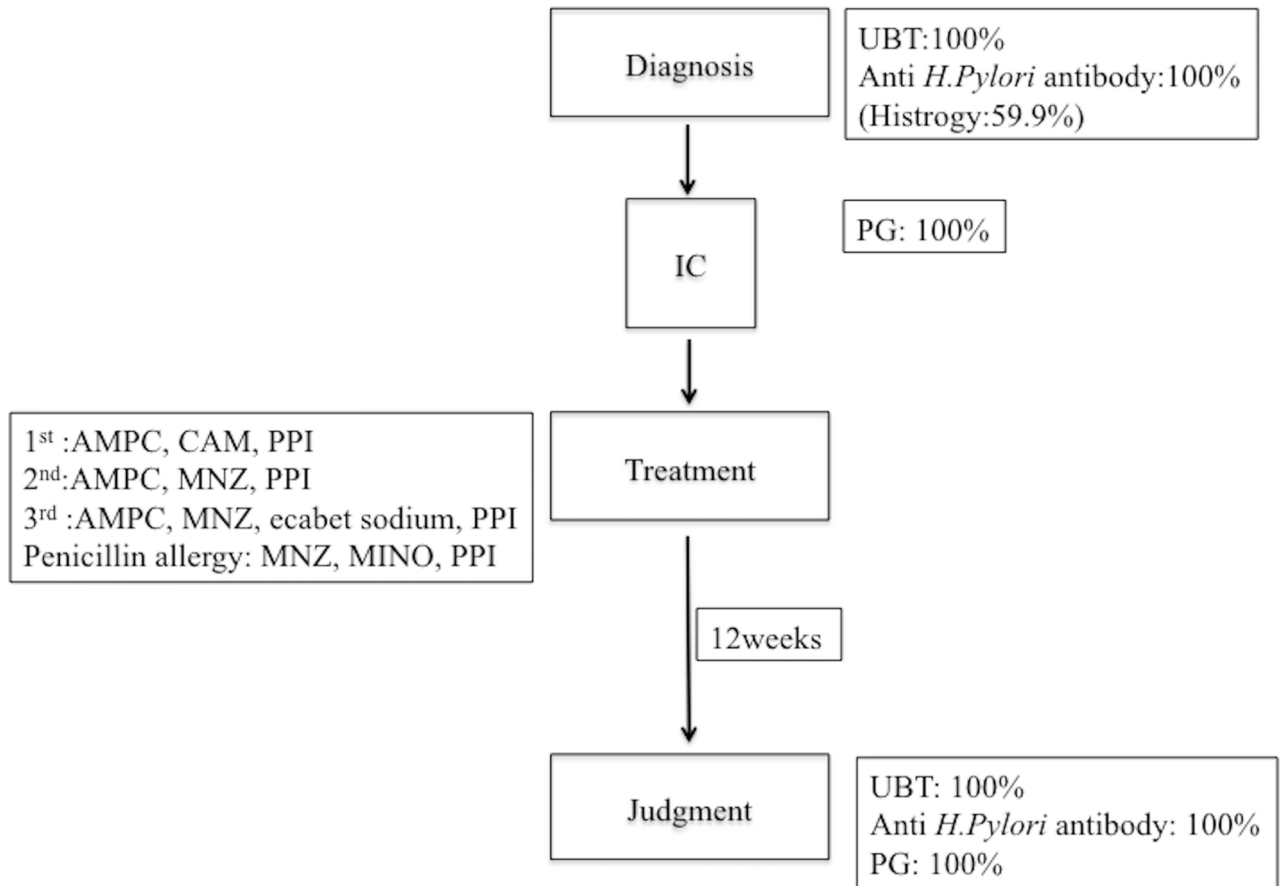 Diagnosis
UBT:100%
Anti H.Pylori antibody:100%
(Histrogy:59.9%)
IC
PG: 100%
1st :AMPC, CAM, PPI
2nd:AMPC, MNZ, PPI
3rd :AMPC, MNZ, ecabet sodium, PPI
Penicillin allergy: MNZ, MINO, PPI
Treatment
12weeks
Judgment
UBT: 100%
Anti H.Pylori antibody: 100%
PG: 100%